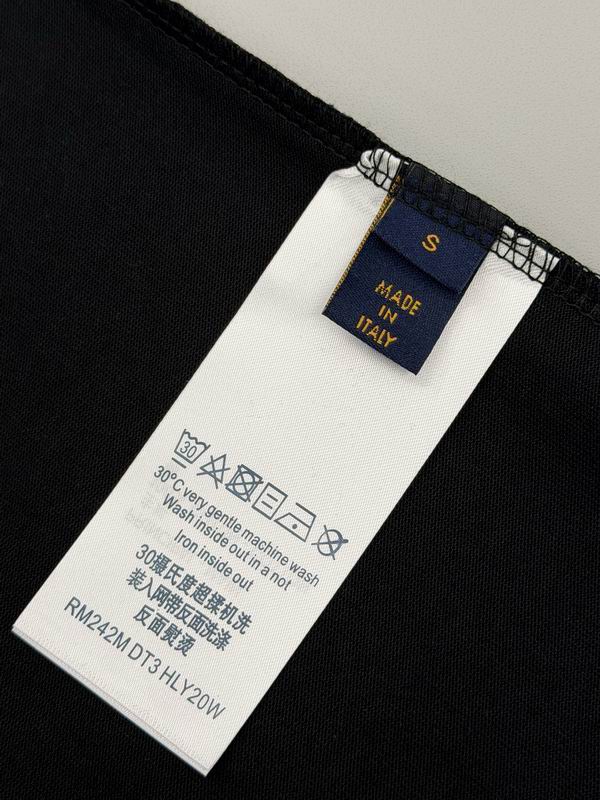 S
MADE
IN
ITALY
30
30°C very gentle machine wash
Wash inside out in a not
Iron inside out
30摄氏度超揉机洗
装入网带反面洗涤
反面熨烫
RM242M DT3 HLY20W